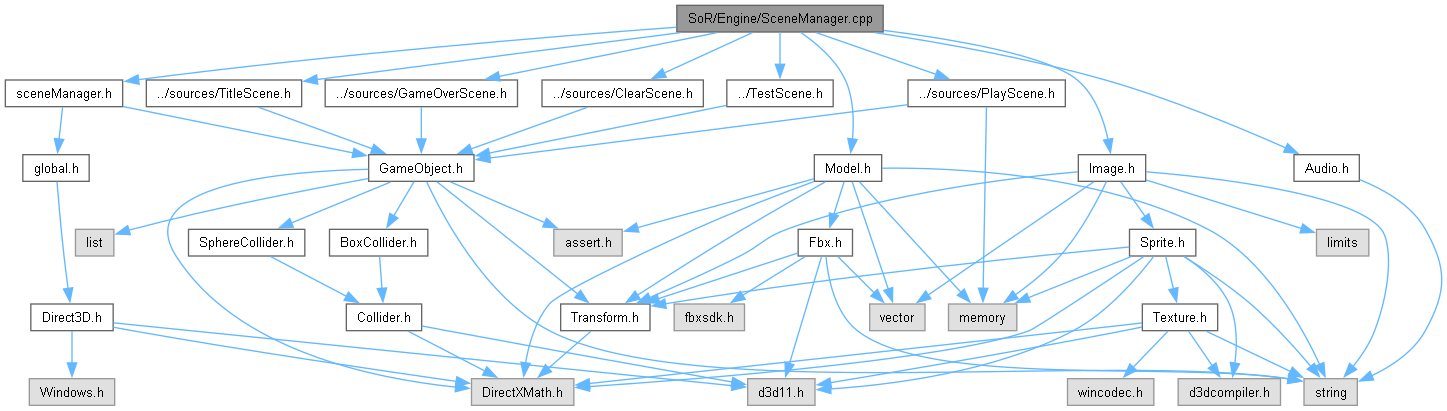 SoR/Engine/SceneManager.cpp
sceneManager.h
../sources/TitleScene.h
../sources/GameOverScene.h
../sources/ClearScene.h
../TestScene.h
../sources/PlayScene.h
global.h
GameObject.h
Model.h
Image.h
Audio.h
list
SphereCollider.h
BoxCollider.h
assert.h
Fbx.h
Sprite.h
limits
Direct3D.h
Collider.h
Transform.h
fbxsdk.h
vector
memory
Texture.h
Windows.h
DirectXMath.h
d3d11.h
wincodec.h
d3dcompiler.h
string